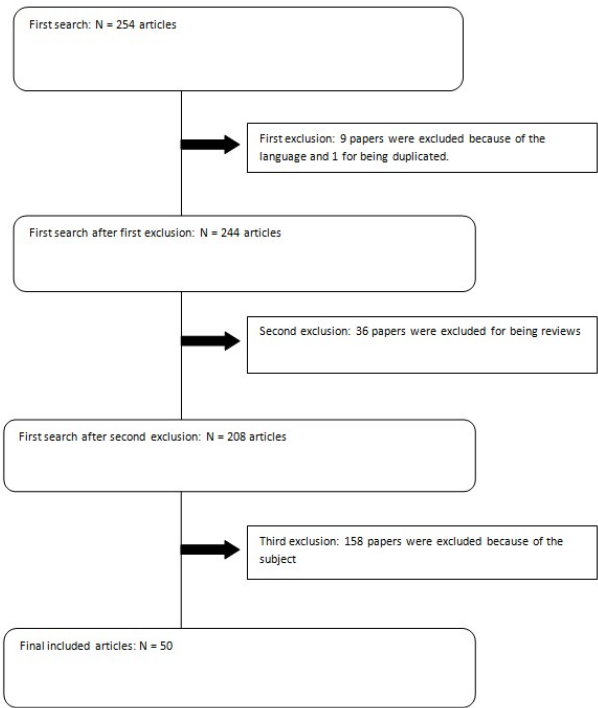 First search: N = 254 articles
First exclusion: 9 papers were excluded because of the
language and 1 for being duplicated.
First search after first exclusion: N = 244 articles
Second exclusion: 36 papers were excluded for being reviews
First search after second exclusion: N = 208 articles
Third exclusion: 158 papers were excluded because of the
subject
Final included articles: N = 50